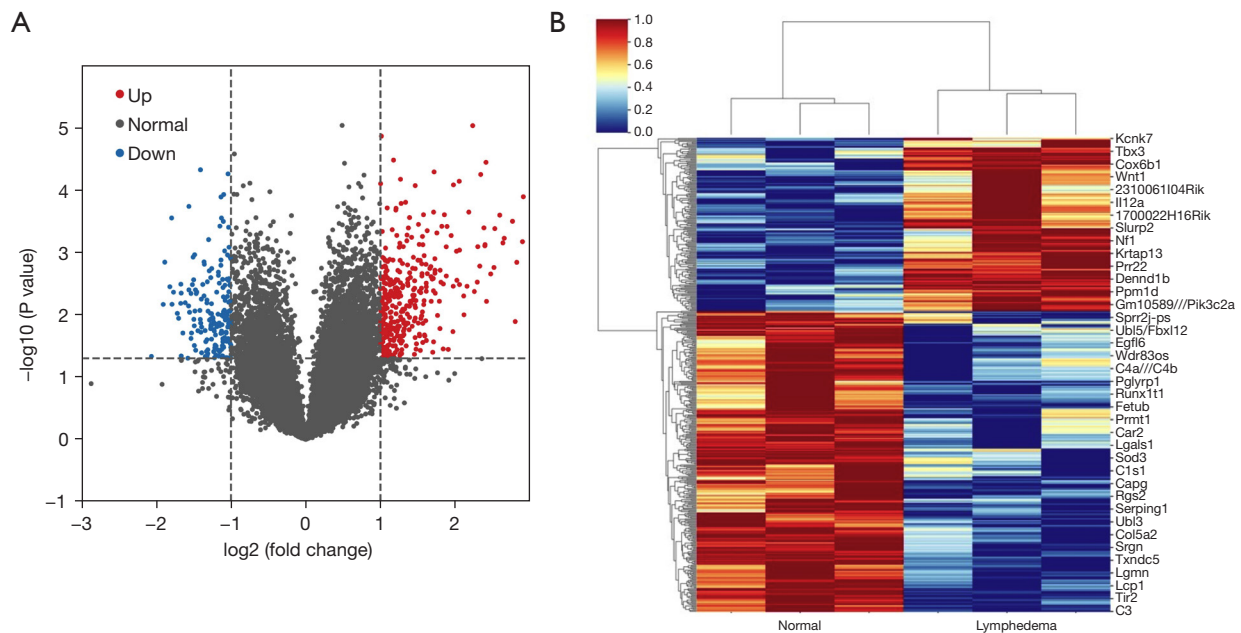 A
Up
Normal
Down
5
4
3
2
1
0
−1
−3
−2
−1
0
1
2
−log10 (P value)
log2 (fold change)
B
1.0
0.8
0.6
0.4
0.2
0.0
Kcnk7
Tbx3
Cox6b1
Wnt1
2310061I04Rik
Il12a
1700022H16Rik
Slurp2
Nf1
Krtap13
Prr22
Dennd1b
Ppm1d
Gm10589///Pik3c2a
Sprr2j-ps
Ubl5/Fbxl12
Egfl6
Wdr83os
C4a///C4b
Pglyrp1
Runx1t1
Fetub
Prmt1
Car2
Lgals1
Sod3
C1s1
Capg
Rgs2
Serping1
Ubl3
Col5a2
Srgn
Txndc5
Lgmn
Lcp1
Tlr2
C3
Normal
Lymphedema